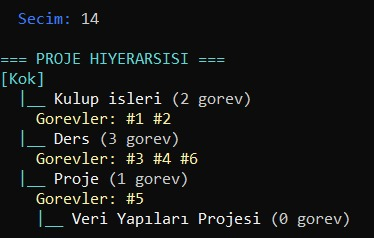 Secim: 14
=== PROJE HIYERARSISI ===
[Kok]
|__ Kulup isleri (2 gorev)
Gorevler: #1 #2
|__ Ders (3 gorev)
Gorevler: #3 #4 #6
|__ Proje (1 gorev)
Gorevler: #5
|__ Veri Yapıları Projesi (0 gorev)